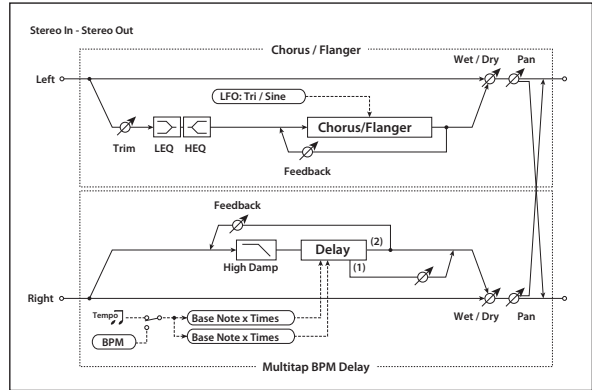 Stereo In - Stereo Out
Chorus / Flanger
Wet / Dry Pan
Left
LFO: Tri / Sine
Chorus/Flanger
Trim LEQ HEQ
Feedback
Feedback
Delay (2)
High Damp (1)
Right
Tempo
Base Note x Times
Wet / Dry Pan
BPM
Base Note x Times
Multitap BPM Delay